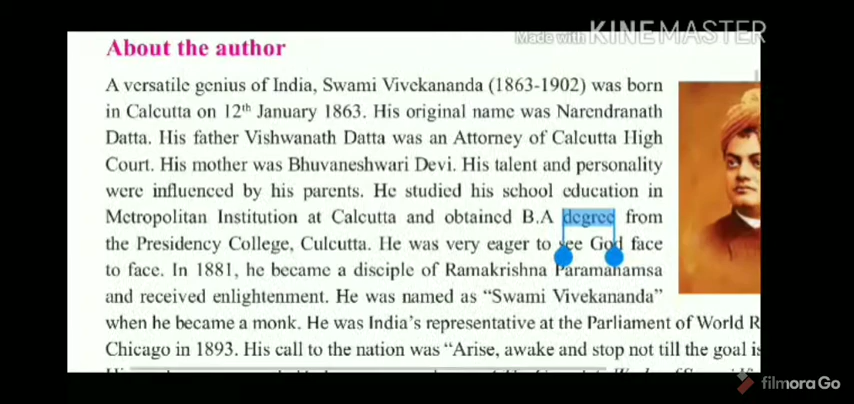 Made with KINEMASTER
About the author
A versatile genius of India, Swami Vivekananda (1863-1902) was born
in Calcutta on 12th January 1863. His original name was Narendranath
Datta. His father Vishwanath Datta was an Attorney of Calcutta High
Court. His mother was Bhuvaneshwari Devi. His talent and personality
were influenced by his parents. He studied his school education in
Metropolitan Institution at Calcutta and obtained B.A degree from
the Presidency College, Culcutta. He was very eager to see God face
to face. In 1881, he became a disciple of Ramakrishna Paramahamsa
and received enlightenment. He was named as “Swami Vivekananda”
when he became a monk. He was India’s representative at the Parliament of World R
Chicago in 1893. His call to the nation was “Arise, awake and stop not till the goal is
filmora Go